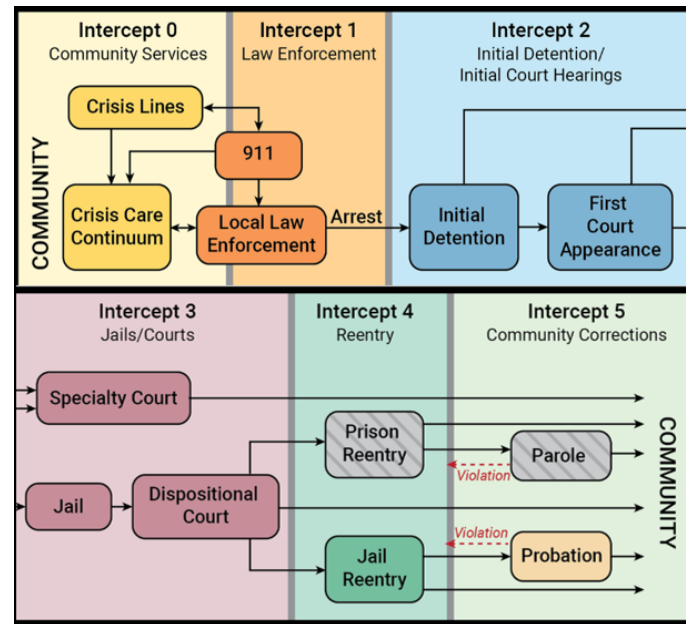 Intercept 0
Community Services
Intercept 1
Law Enforcement
Intercept 2
Initial Detention/
Initial Court Hearings
COMMUNITY
Crisis Lines
911
Crisis Care
Continuum
Local Law
Enforcement
Arrest
Initial
Detention
First
Court
Appearance
Intercept 3
Jails/Courts
Intercept 4
Reentry
Intercept 5
Community Corrections
Specialty Court
Prison
Reentry
Parole
Violation
Jail
Dispositional
Court
Violation
Jail
Reentry
Probation
COMMUNITY